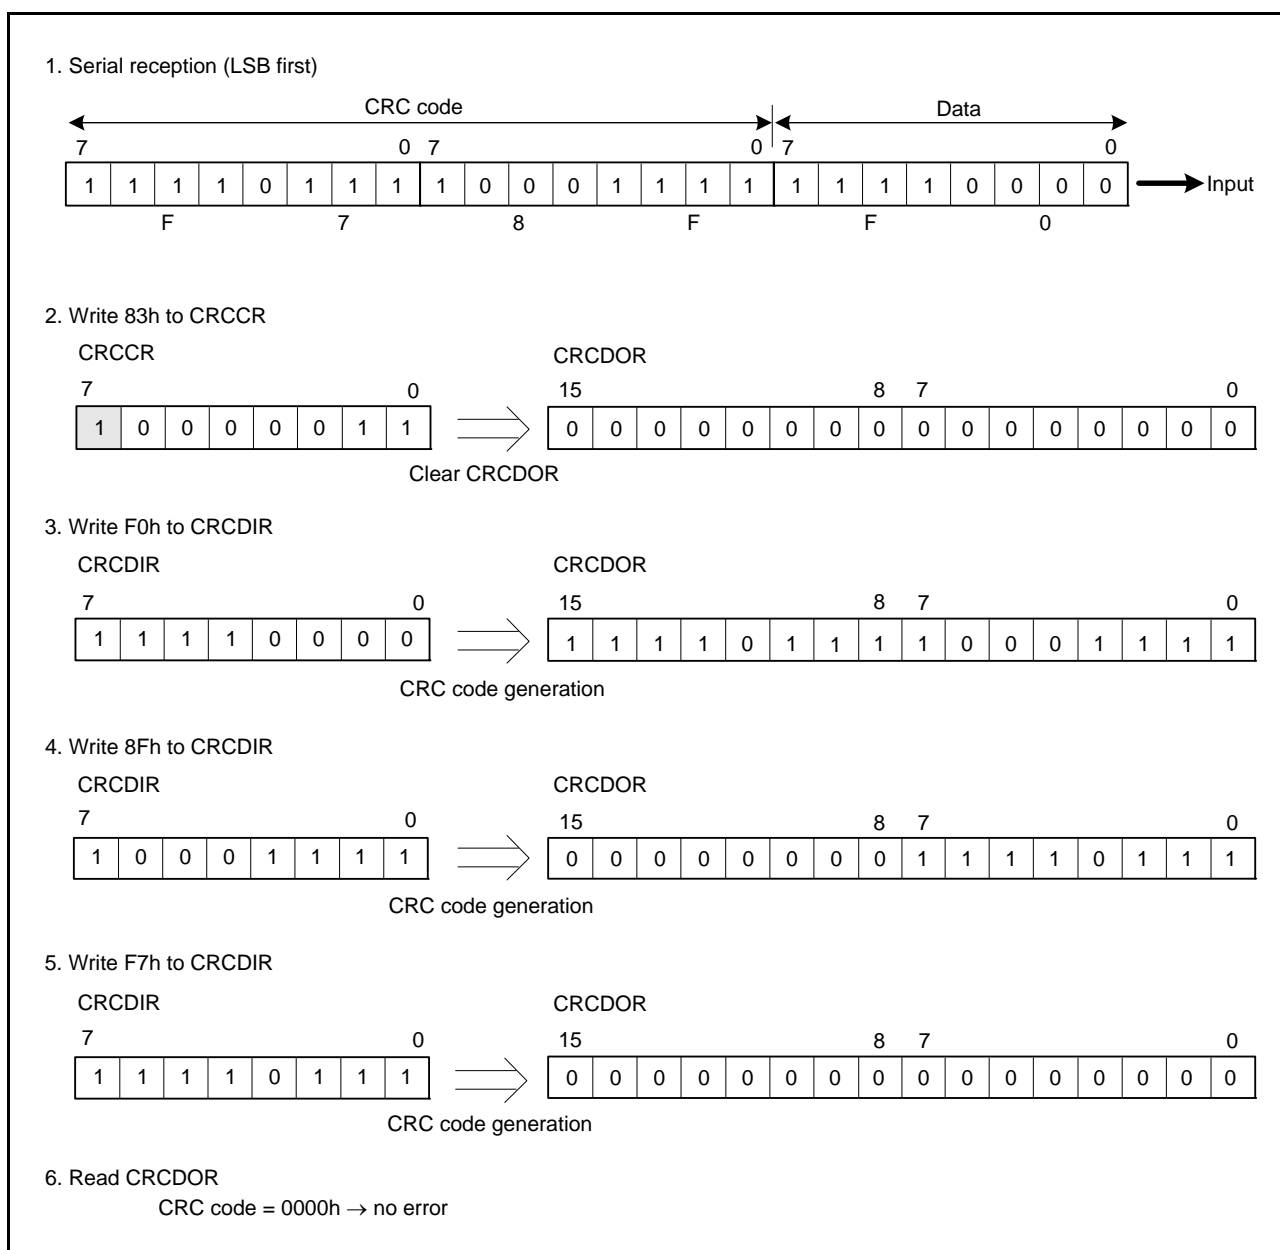 1. Serial reception (LSB first)
CRC code Data
7 0 7 0 7 0
1 1 1 1 0 1 1 1 1 0 0 0 1 1 1 1 1 1 1 1 0 0 0 0 Input
F 7 8 F F 0
2. Write 83h to CRCCR
CRCCR CRCDOR
7 0 15 8 7 0
1 0 0 0 0 0 1 1 0 0 0 0 0 0 0 0 0 0 0 0 0 0 0 0
Clear CRCDOR
3. Write F0h to CRCDIR
CRCDIR CRCDOR
7 0 15 8 7 0
1 1 1 1 0 0 0 0 1 1 1 1 0 1 1 1 1 0 0 0 1 1 1 1
CRC code generation
4. Write 8Fh to CRCDIR
CRCDIR CRCDOR
7 0 15 8 7 0
1 0 0 0 1 1 1 1 0 0 0 0 0 0 0 0 1 1 1 1 0 1 1 1
CRC code generation
5. Write F7h to CRCDIR
CRCDIR CRCDOR
7 0 15 8 7 0
1 1 1 1 0 1 1 1 0 0 0 0 0 0 0 0 0 0 0 0 0 0 0 0
CRC code generation
6. Read CRCDOR
CRC code = 0000h → no error